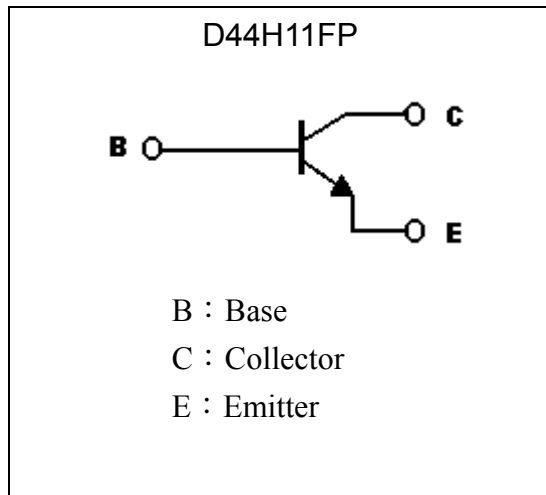 D44H11FP
C
B
E
B：Base
C：Collector
E：Emitter